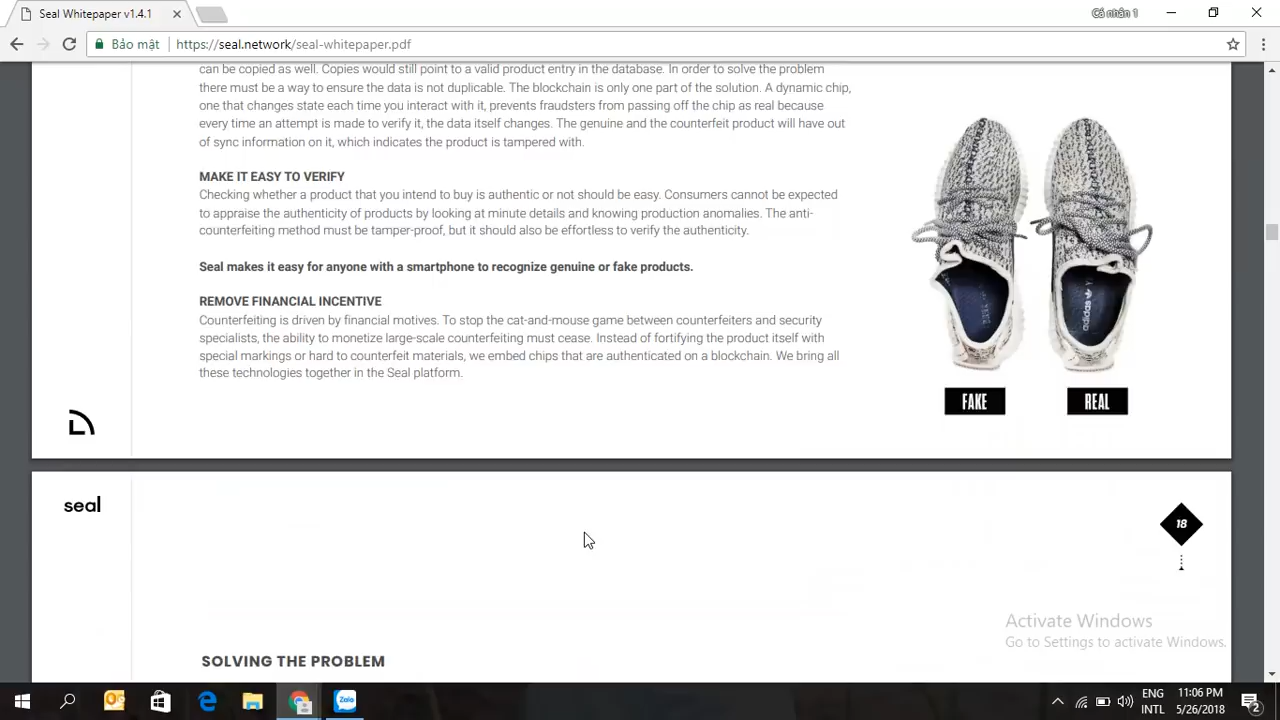 Seal Whitepaper v1.4.1
Cá nhân 1
Bảo mật
https://seal.network/seal-whitepaper.pdf
can be copied as well. Copies would still point to a valid product entry in the database. In order to solve the problem
there must be a way to ensure the data is not duplicable. The blockchain is only one part of the solution. A dynamic chip,
one that changes state each time you interact with it, prevents fraudsters from passing off the chip as real because
every time an attempt is made to verify it, the data itself changes. The genuine and the counterfeit product will have out
of sync information on it, which indicates the product is tampered with.
MAKE IT EASY TO VERIFY
Checking whether a product that you intend to buy is authentic or not should be easy. Consumers cannot be expected
to appraise the authenticity of products by looking at minute details and knowing production anomalies. The anti-
counterfeiting method must be tamper-proof, but it should also be effortless to verify the authenticity.
Seal makes it easy for anyone with a smartphone to recognize genuine or fake products.
REMOVE FINANCIAL INCENTIVE
Counterfeiting is driven by financial motives. To stop the cat-and-mouse game between counterfeiters and security
specialists, the ability to monetize large-scale counterfeiting must cease. Instead of fortifying the product itself with
special markings or hard to counterfeit materials, we embed chips that are authenticated on a blockchain. We bring all
these technologies together in the Seal platform.
adidas
FAKE
REAL
seal
18
Activate Windows
Go to Settings to activate Windows.
SOLVING THE PROBLEM
Zalo
ENG
INTL
11:06 PM
5/26/2018
2